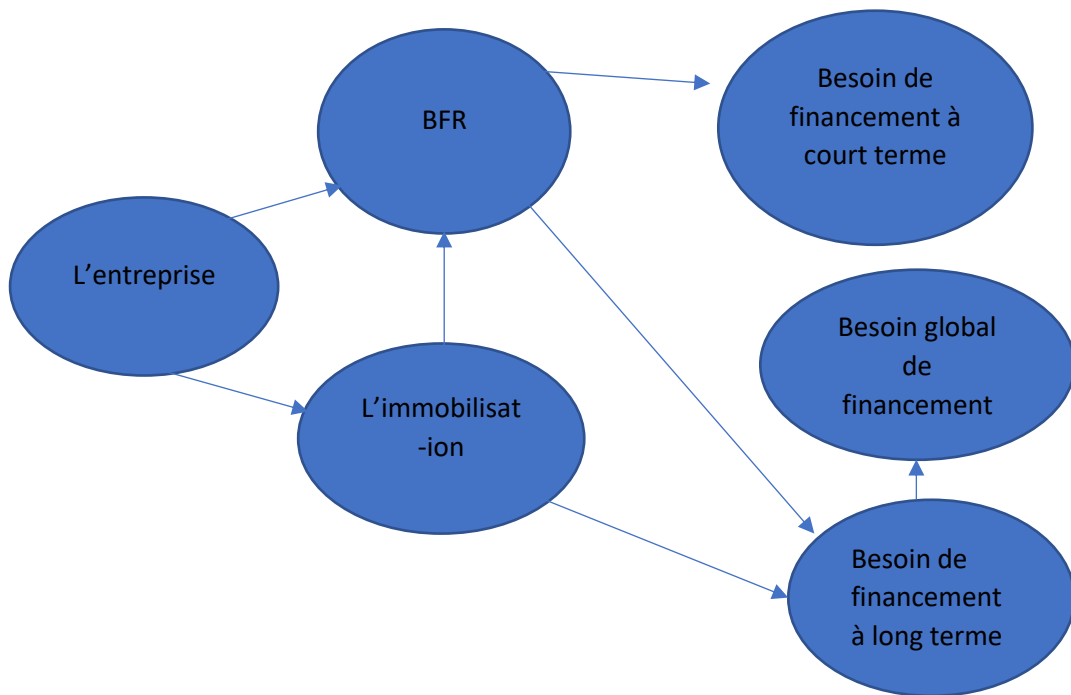 BFR
Besoin de
financement à
court terme
L’entreprise
Besoin global
de
financement
L’immobilisat
-ion
Besoin de
financement
à long terme